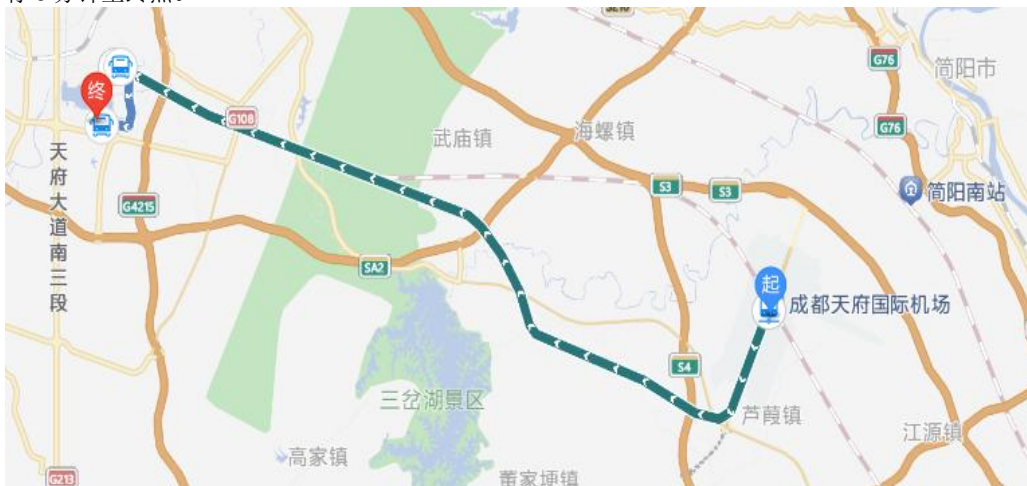 S2
G76
简阳市
终
G108
武庙镇
海螺镇
G76
天府大道南三段
S3
S3
简阳南站
G4215
SA2
起
成都天府国际机场
S4
三岔湖景区
芦葭镇
江源镇
高家镇
G213
董家埂镇